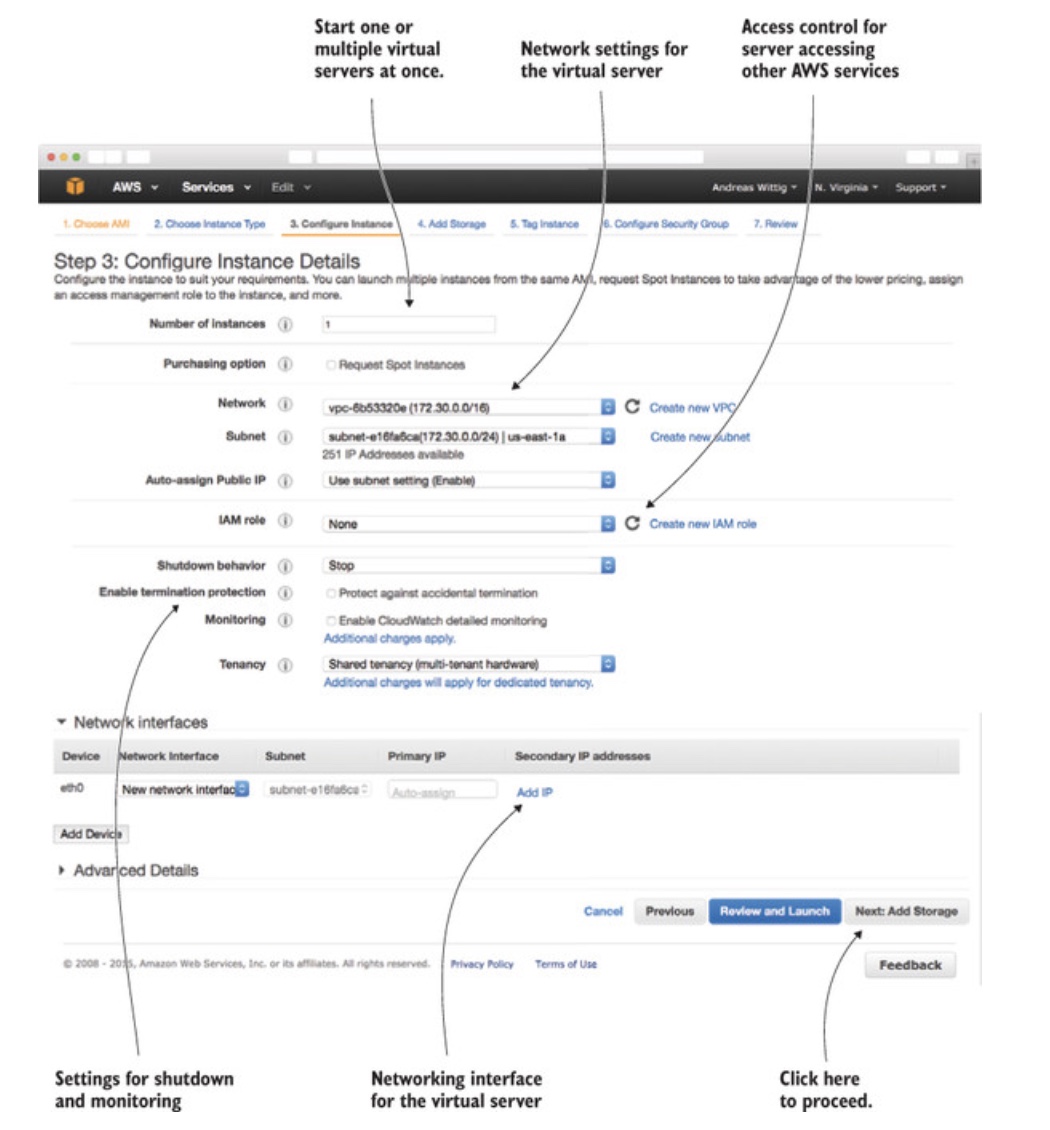 Start one or
multiple virtual
servers at once.
Network settings for
the virtual server
Access control for
server accessing
other AWS services
AWS Services Edit Andreas Wittig N. Virginia Support
1. Choose AMI 2. Choose Instance Type 3. Configure Instance 4. Add Storage 5. Tag Instance 6. Configure Security Group 7. Review
Step 3: Configure Instance Details
Configure the instance to suit your requirements. You can launch multiple instances from the same AMI, request Spot Instances to take advantage of the lower pricing, assign
an access management role to the instance, and more.
Number of instances 1
Purchasing option Request Spot Instances
Network vpc-6b53320e (172.30.0.0/16) Create new VPC
Subnet subnet-e16fa6ca(172.30.0.0/24) | us-east-1a Create new subnet
251 IP Addresses available
Auto-assign Public IP Use subnet setting (Enable)
IAM role None Create new IAM role
Shutdown behavior Stop
Enable termination protection Protect against accidental termination
Monitoring Enable CloudWatch detailed monitoring
Additional charges apply.
Tenancy Shared tenancy (multi-tenant hardware)
Additional charges will apply for dedicated tenancy.
Network interfaces
Device Network Interface Subnet Primary IP Secondary IP addresses
eth0 New network interfac subnet-e16fa6ca Auto-assign Add IP
Add Device
Advanced Details
Cancel Previous Review and Launch Next: Add Storage
© 2008 - 2015, Amazon Web Services, Inc. or its affiliates. All rights reserved. Privacy Policy Terms of Use Feedback
Settings for shutdown
and monitoring
Networking interface
for the virtual server
Click here
to proceed.